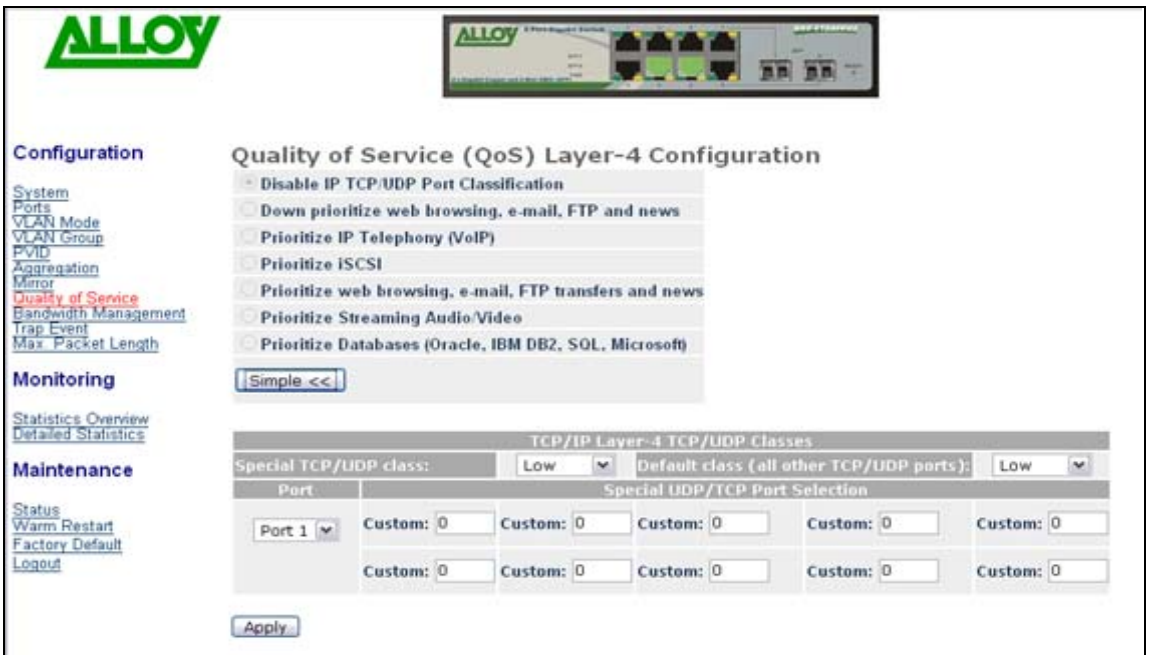 ALLOY
ALLOY
Configuration
System
Ports
VLAN Mode
VLAN Group
PVID
Aggregation
Mirror
Quality of Service
Bandwidth Management
Trap Event
Max. Packet Length
Monitoring
Statistics Overview
Detailed Statistics
Maintenance
Status
Warm Restart
Factory Default
Logout
Quality of Service (QoS) Layer-4 Configuration
Disable IP TCP/UDP Port Classification
Down prioritize web browsing, e-mail, FTP and news
Prioritize IP Telephony (VoIP)
Prioritize iSCSI
Prioritize web browsing, e-mail, FTP transfers and news
Prioritize Streaming Audio/Video
Prioritize Databases (Oracle, IBM DB2, SQL, Microsoft)
Simple <<
TCP/IP Layer-4 TCP/UDP Classes
Special TCP/UDP class: Low Default class (all other TCP/UDP ports): Low
Port Special UDP/TCP Port Selection
Port 1 Custom: 0 Custom: 0 Custom: 0 Custom: 0 Custom: 0
Custom: 0 Custom: 0 Custom: 0 Custom: 0 Custom: 0
Apply